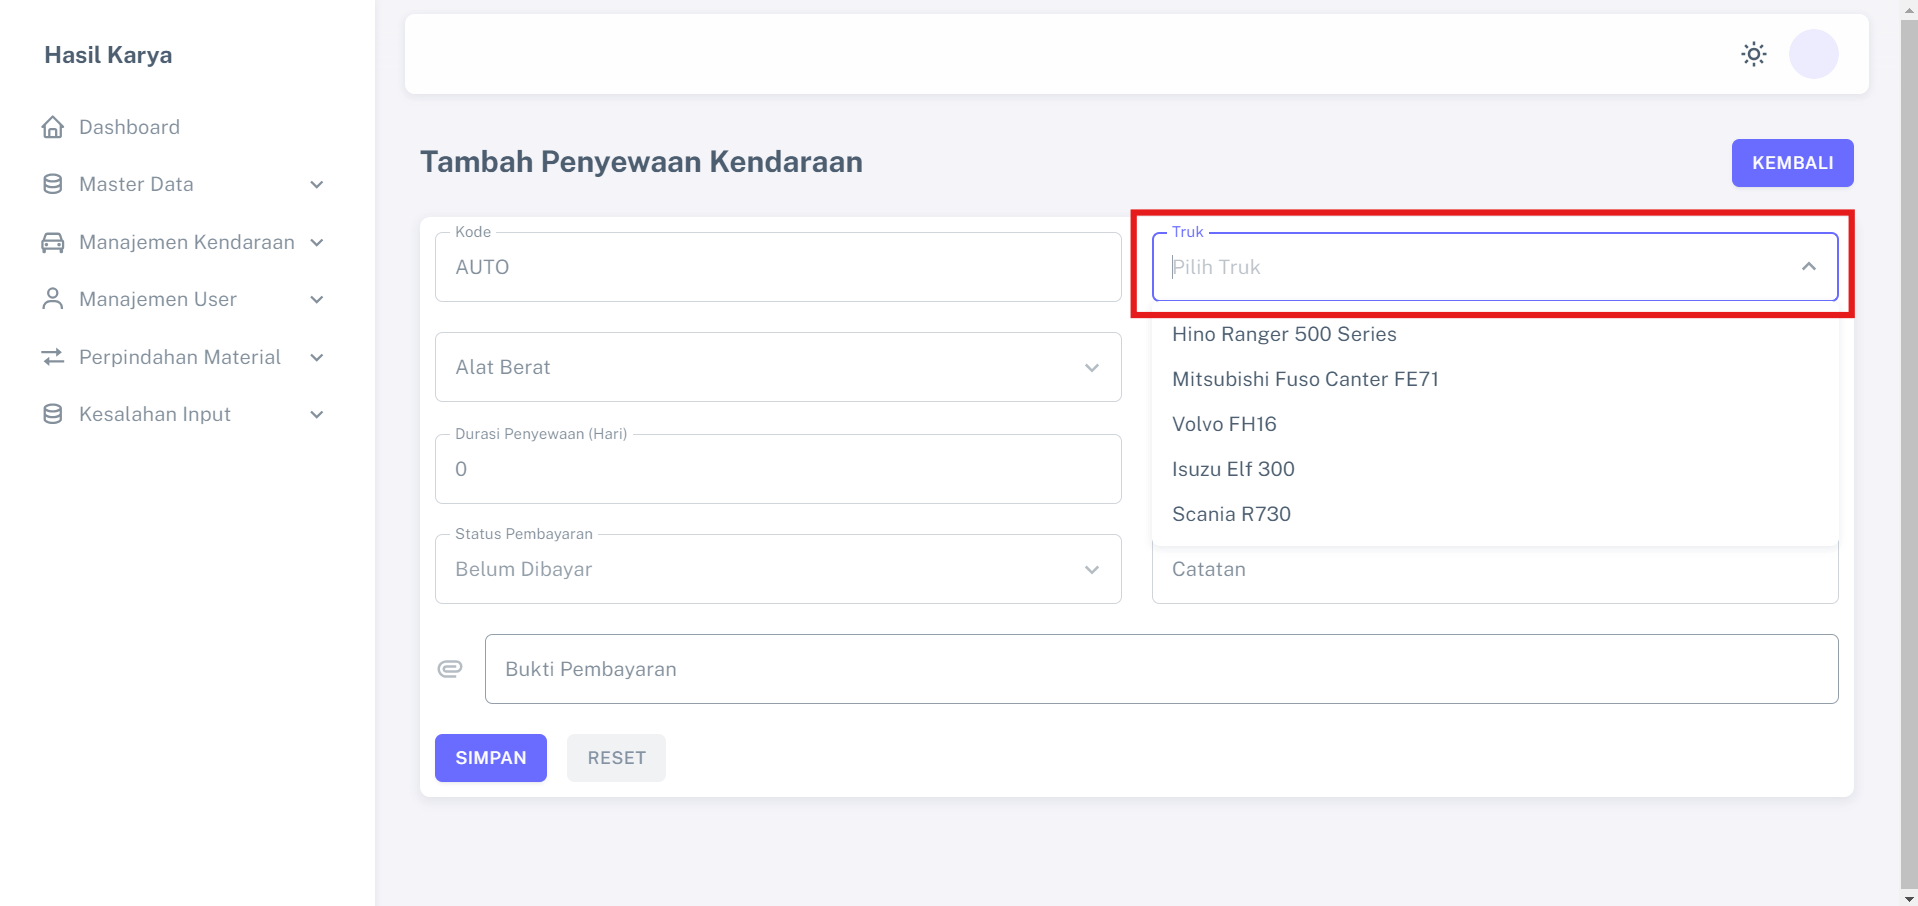 Hasil Karya
Dashboard
Master Data
Manajemen Kendaraan
Manajemen User
Perpindahan Material
Kesalahan Input
Tambah Penyewaan Kendaraan
KEMBALI
Kode
AUTO
Truk
Pilih Truk
Hino Ranger 500 Series
Mitsubishi Fuso Canter FE71
Volvo FH16
Isuzu Elf 300
Scania R730
Alat Berat
Durasi Penyewaan (Hari)
0
Status Pembayaran
Belum Dibayar
Catatan
Bukti Pembayaran
SIMPAN
RESET